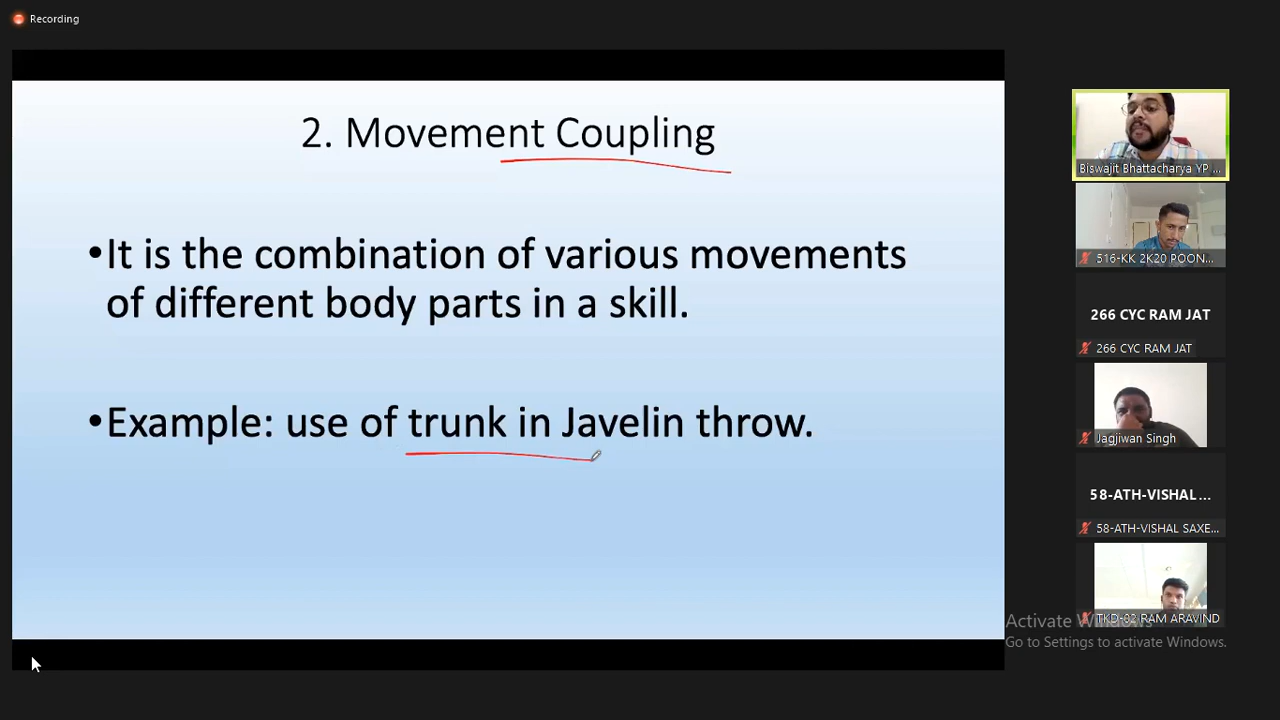 Recording
2. Movement Coupling
•It is the combination of various movements
of different body parts in a skill.
•Example: use of trunk in Javelin throw.
Biswajit Bhattacharya YP ...
516-KK 2K20 POON...
266 CYC RAM JAT
266 CYC RAM JAT
Jagjiwan Singh
58-ATH-VISHAL ...
58-ATH-VISHAL SAXE...
TKD-02 RAM ARAVIND
Activate Windows
Go to Settings to activate Windows.